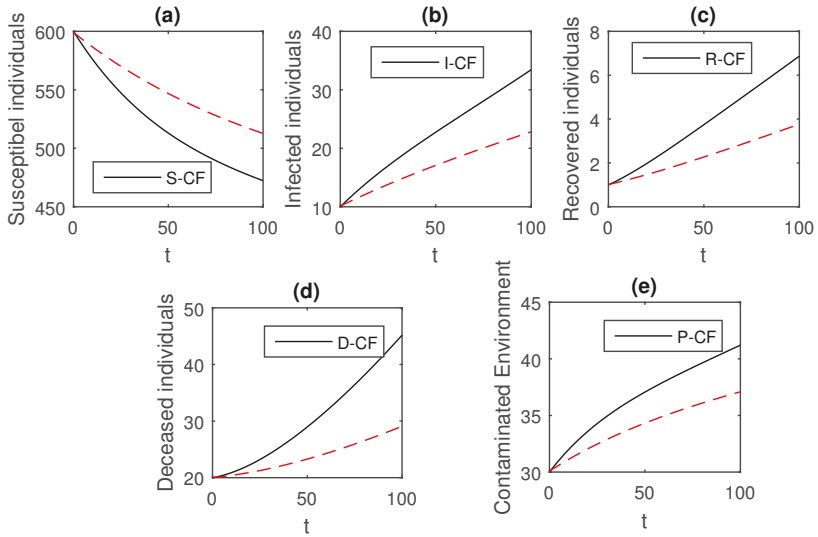 (a)
Susceptibel individuals
600
550
500
450
S-CF
0
50
100
t
(b)
Infected individuals
40
30
20
10
I-CF
0
50
100
t
(c)
Recovered individuals
8
6
4
2
0
R-CF
0
50
100
t
(d)
Deceased individuals
50
40
30
20
D-CF
0
50
100
t
(e)
Contaminated Environment
45
40
35
30
P-CF
0
50
100
t